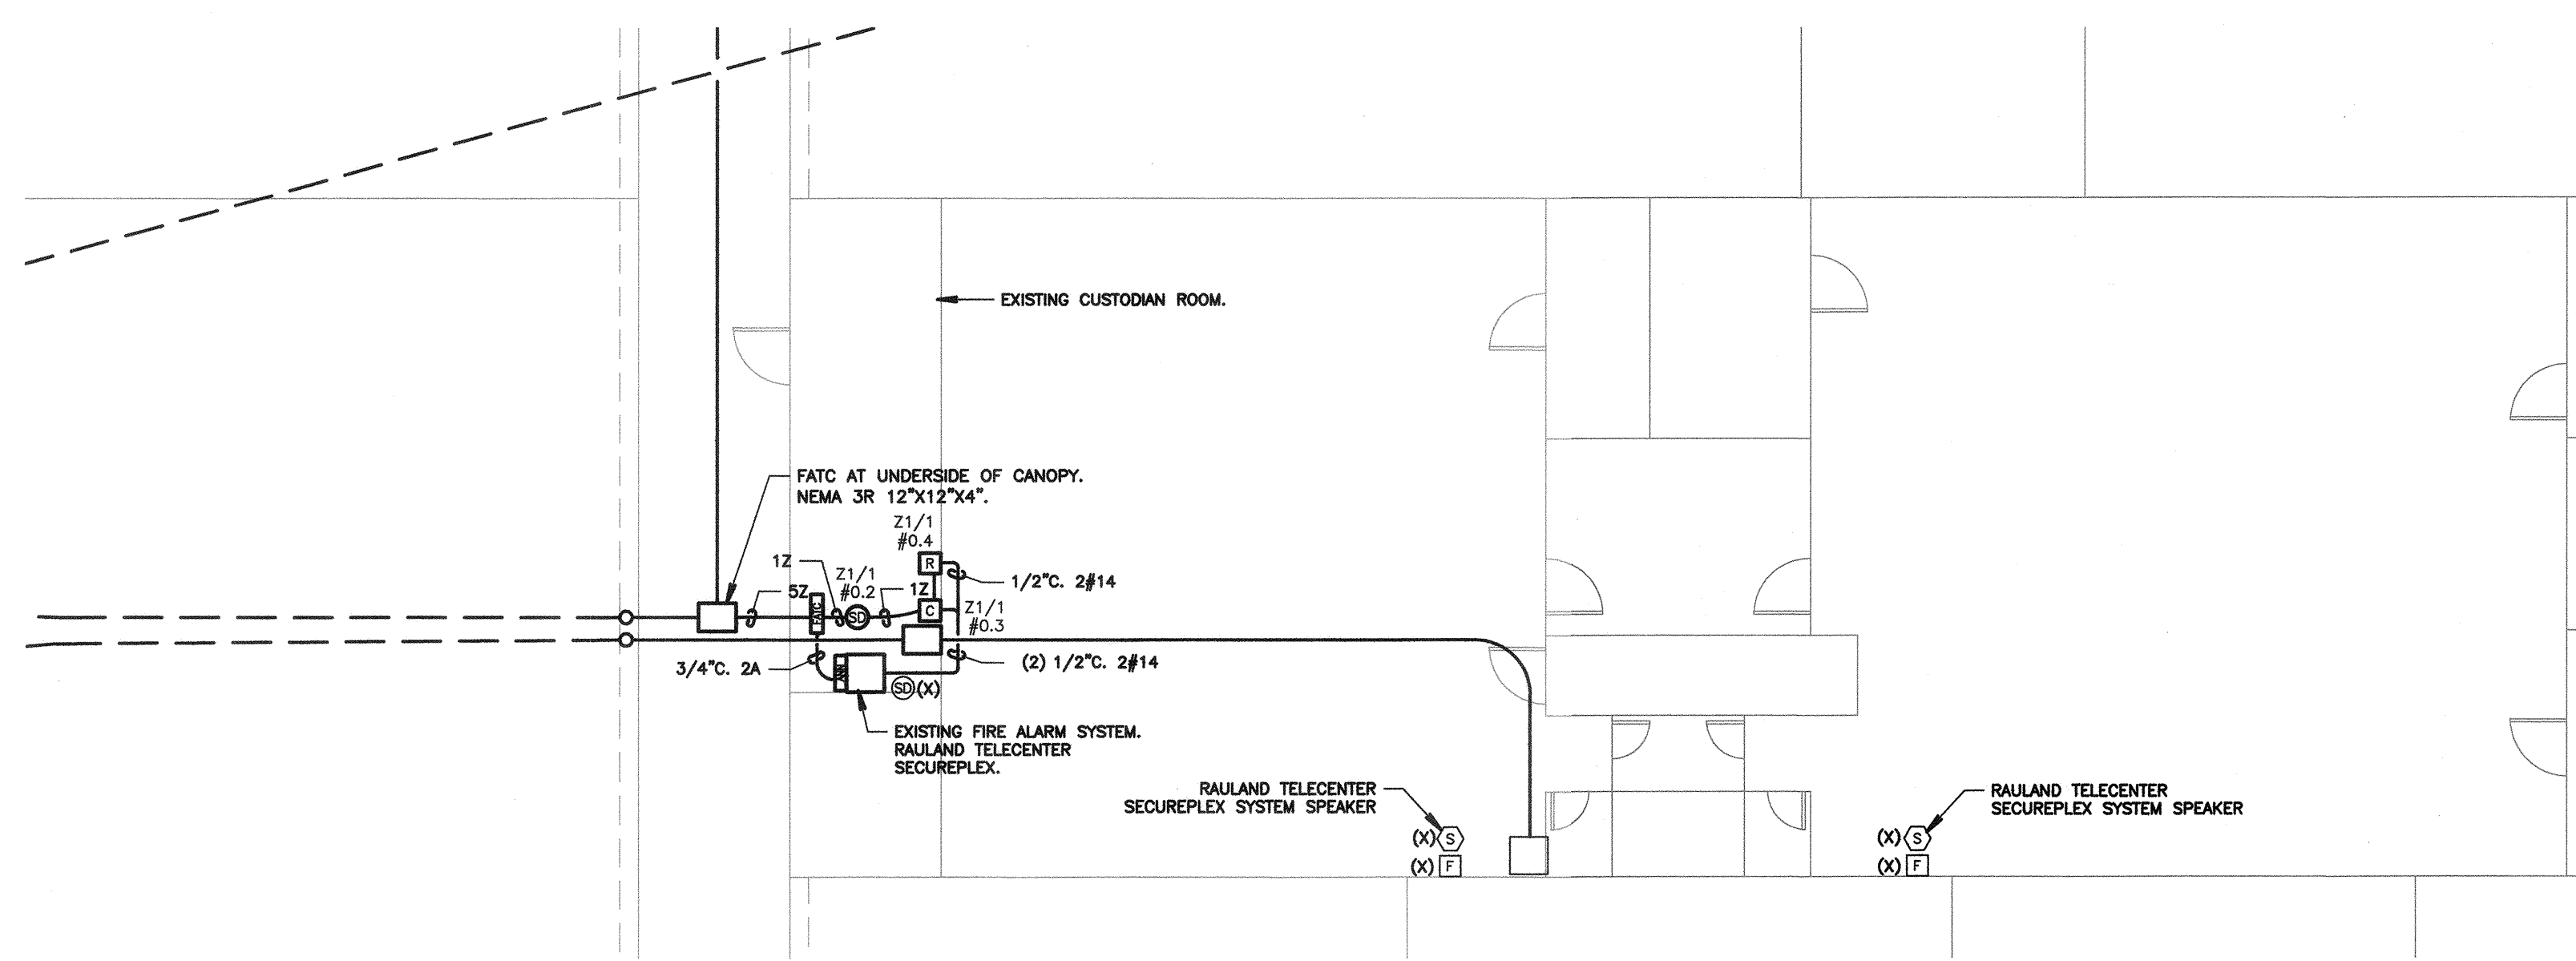 EXISTING CUSTODIAN ROOM.
FATC AT UNDERSIDE OF CANOPY.
NEMA 3R 12"X12"X4".
Z1/1
#0.4
R
1Z
Z1/1
#0.2
1/2"C. 2#14
5Z
1Z
FATC
SD
C
Z1/1
#0.3
3/4"C. 2A
(2) 1/2"C. 2#14
ANN
SD (X)
EXISTING FIRE ALARM SYSTEM.
RAULAND TELECENTER
SECUREPLEX.
RAULAND TELECENTER
SECUREPLEX SYSTEM SPEAKER
(X) S
(X) F
RAULAND TELECENTER
SECUREPLEX SYSTEM SPEAKER
(X) S
(X) F